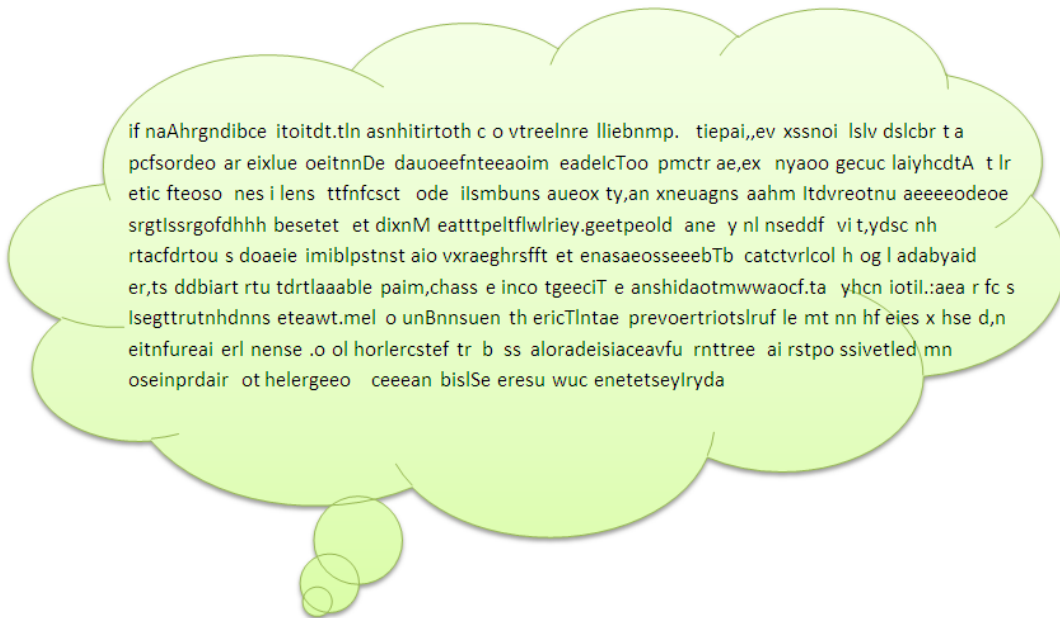 if naAhrgndibce itoitdt.tln asnhitirtoth c o vtreelnre lliebnmp.   tiepai,,ev xssnoi lslv dslcbr t a
pcfsordeo ar eixlue oeitnnDe dauoeefnteeaoim eadelcToo pmctr ae,ex  nyaoo gecuc laiyhcdtA  t lr
etic fteoso  nes i lens  ttfnfcsct  ode  ilsmbuns aueox ty,an xneuagns aahm ltdvreotnu aeeeeodeoe
srgtlssrgofdhhh besetet  et dixnM eatttpeltflwlriey.geetpeold  ane  y nl nseddf  vi t,ydsc nh
rtacfdrtou s doaeie imiblpstnst aio vxraeghrsfft et enasaeosseeebTb  catctvrlcol h og l adabyaid
er,ts ddbiart rtu tdrtlaaable paim,chass e inco tgeeciT e anshidaotmwwaocf.ta   yhcn iotil.:aea r fc s
lsegttrutnhdnns eteawt.mel o unBnnsuen th ericTlntae prevoertriotslruf le mt nn hf eies x hse d,n
eitnfureai erl nense .o ol horlercstef tr  b  ss  aloradeisiaceavfu  rnttree  ai rstpo ssivetled mn
oseinprdair  ot helergeeo    ceeean bislSe eresu wuc enetetseylryda